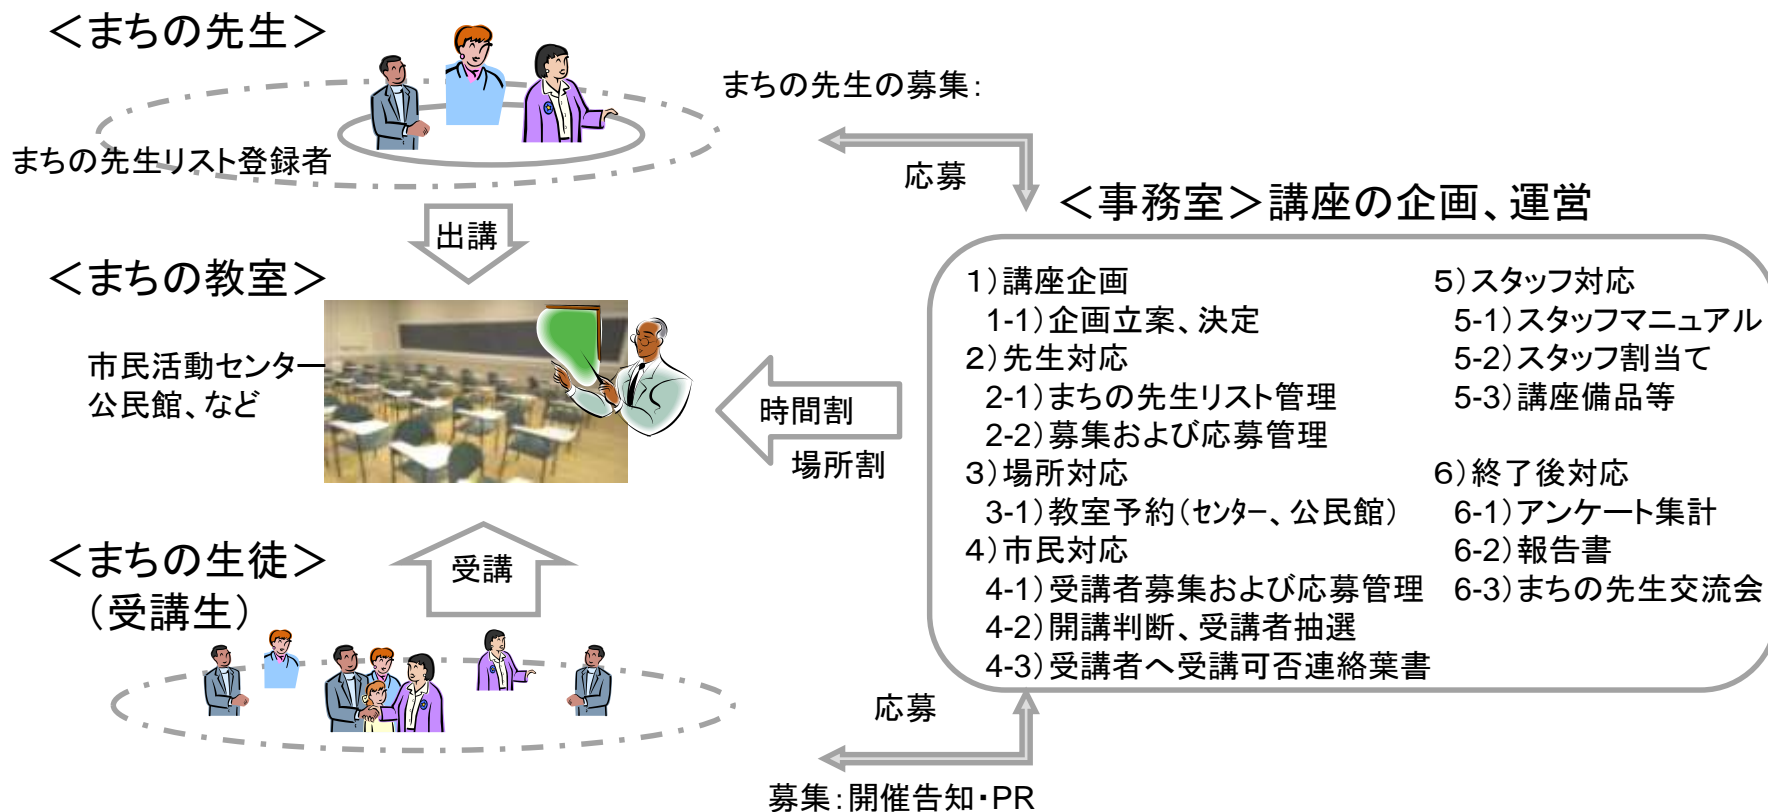 ＜まちの先生＞
まちの先生の募集：
まちの先生リスト登録者
応募
＜事務室＞講座の企画、運営
出講
＜まちの教室＞
市民活動センター
公民館、など
時間割
場所割
1）講座企画
1-1）企画立案、決定
2）先生対応
2-1）まちの先生リスト管理
2-2）募集および応募管理
3）場所対応
3-1）教室予約（ｾﾝﾀｰ、公民館）
4）市民対応
4-1）受講者募集および応募管理
4-2）開講判断、受講者抽選
4-3）受講者へ受講可否連絡葉書
5）スタッフ対応
5-1）スタッフマニュアル
5-2）スタッフ割当て
5-3）講座備品等
6）終了後対応
6-1）アンケート集計
6-2）報告書
6-3）まちの先生交流会
受講
＜まちの生徒＞
（受講生）
応募
募集：開催告知・PR